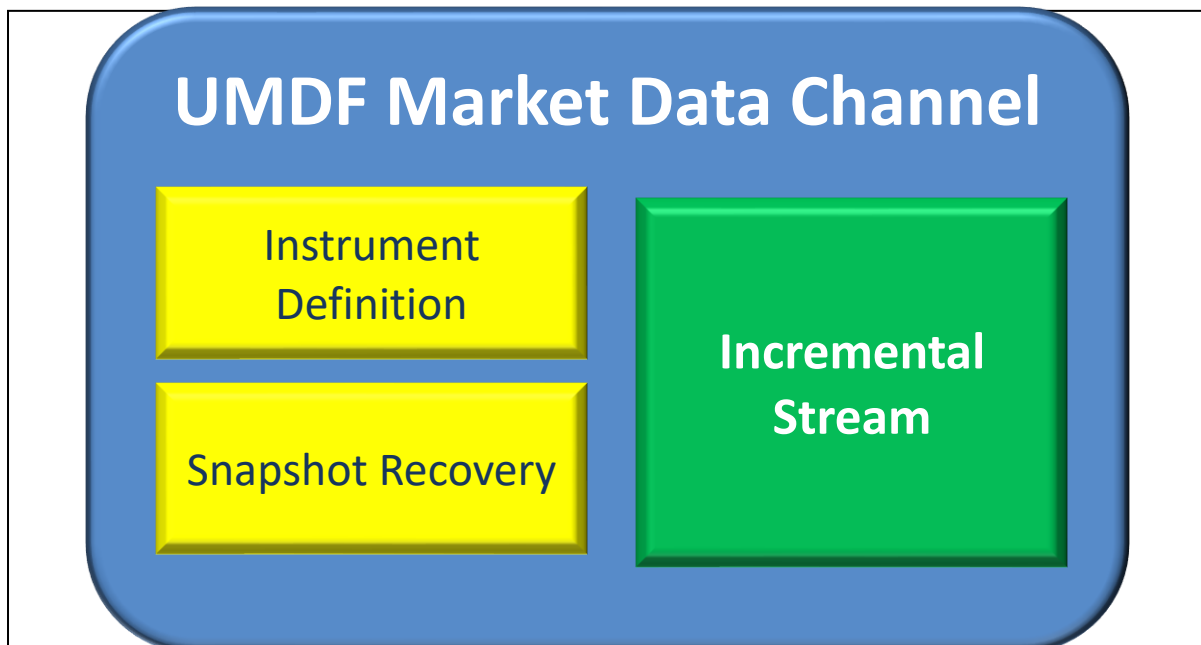 UMDF Market Data Channel
Instrument
Definition
Snapshot Recovery
Incremental
Stream